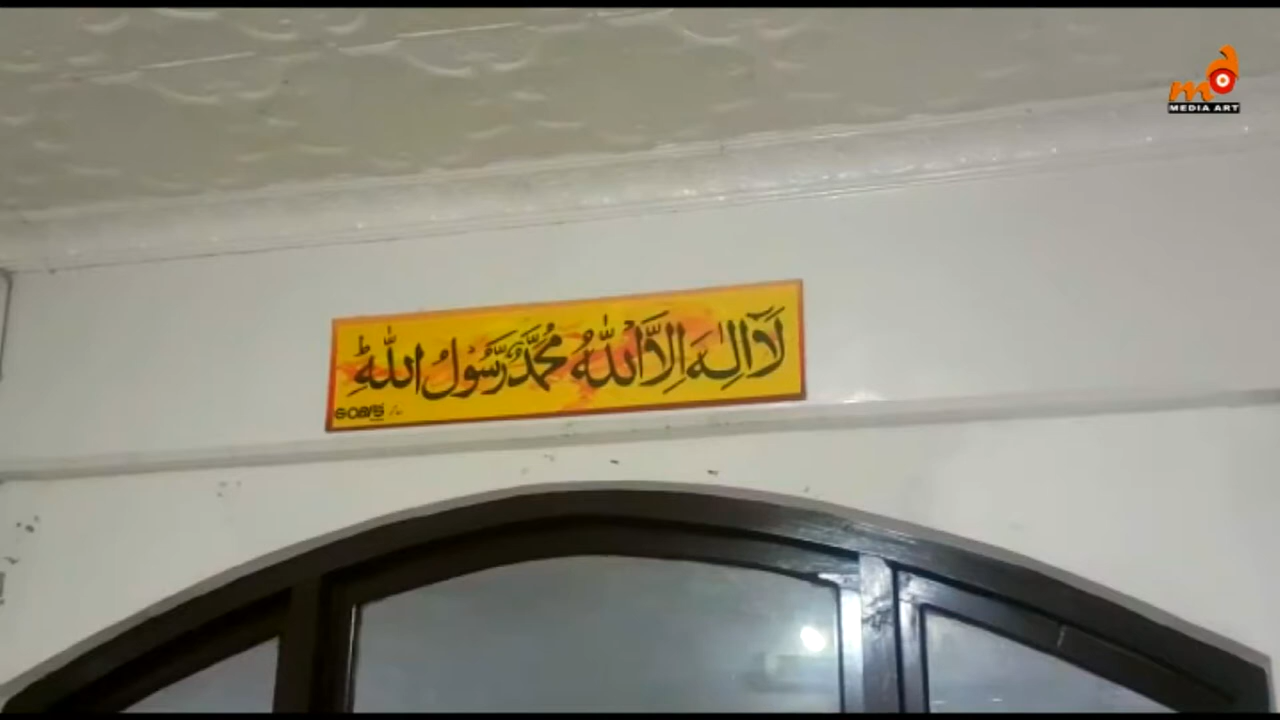 لَآ اِلٰهَ اِلَّا اللّٰهُ مُحَمَّدٌ رَّسُوْلُ اللّٰهِ ؕ
MEDIA ART